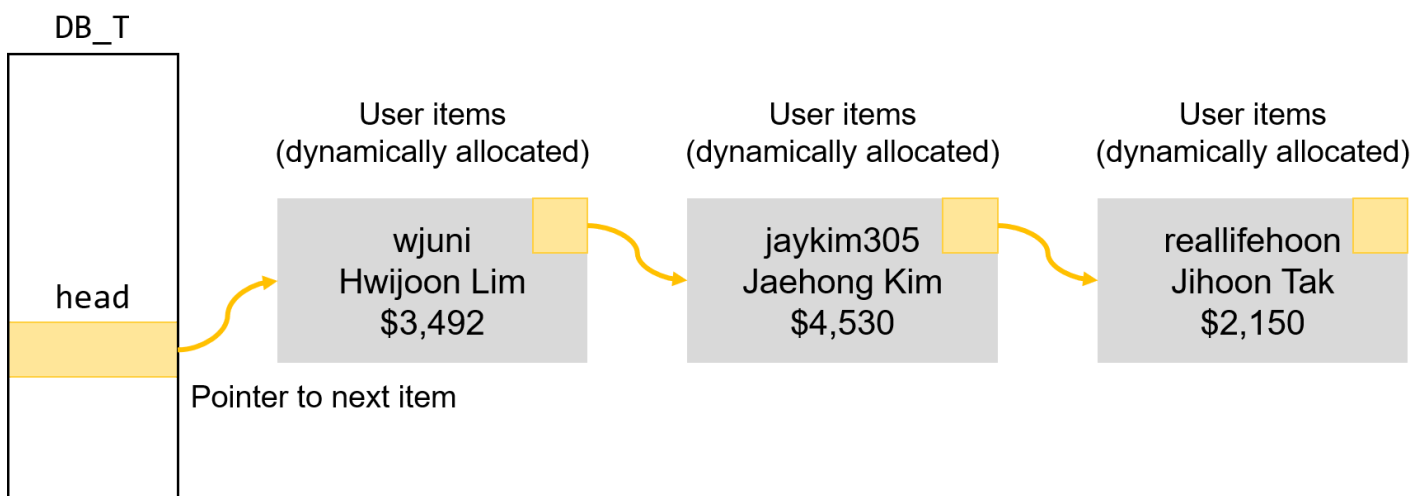 DB_T
head
Pointer to next item
User items
(dynamically allocated)
wjuni
Hwijoon Lim
$3,492
User items
(dynamically allocated)
jaykim305
Jaehong Kim
$4,530
User items
(dynamically allocated)
reallifehoon
Jihoon Tak
$2,150